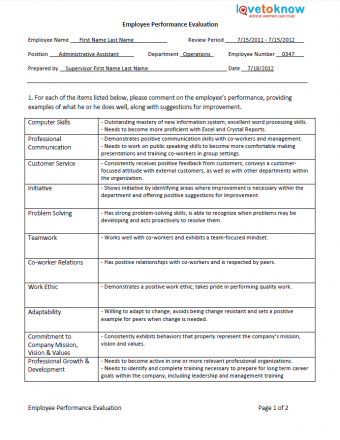 lovetoknow
advice women can trust
Employee Performance Evaluation
Employee Name First Name Last Name Review Period 7/15/2011 - 7/15/2012
Position Administrative Assistant Department Operations Employee Number 0347
Prepared by Supervisor First Name Last Name Date 7/18/2012
1. For each of the items listed below, please comment on the employee's performance, providing
examples of what he or she does well, along with suggestions for improvement.
Computer Skills - Outstanding mastery of new information system; excellent word processing skills.
- Needs to become more proficient with Excel and Crystal Reports.
Professional - Demonstrates positive communication skills with co-workers and management.
Communication - Needs to work on public speaking skills to become more comfortable making
presentations and training co-workers in group settings.
Customer Service - Consistently receives positive feedback from customers; conveys a customer-
focused attitude with external customers, as well as with other departments within
the organization.
Initiative - Shows initiative by identifying areas where improvement is necessary within the
department and offering positive suggestions for improvement.
Problem Solving - Has strong problem-solving skills; is able to recognize when problems may be
developing and acts proactively to resolve them.
Teamwork - Works well with co-workers and exhibits a team-focused mindset.
Co-worker Relations - Has positive relationships with co-workers and is respected by peers.
Work Ethic - Demonstrates a positive work ethic; takes pride in performing quality work.
Adaptability - Willing to adapt to change; avoids being change resistant and sets a positive
example for peers when change is needed.
Commitment to - Consistently exhibits behaviors that properly represent the company's mission,
Company Mission, vision and values.
Vision & Values
Professional Growth & - Needs to become active in one or more relevant professional organizations.
Development - Needs to identify and complete training necessary to prepare for long term career
goals within the company, including leadership and management training
Employee Performance Evaluation Page 1 of 2